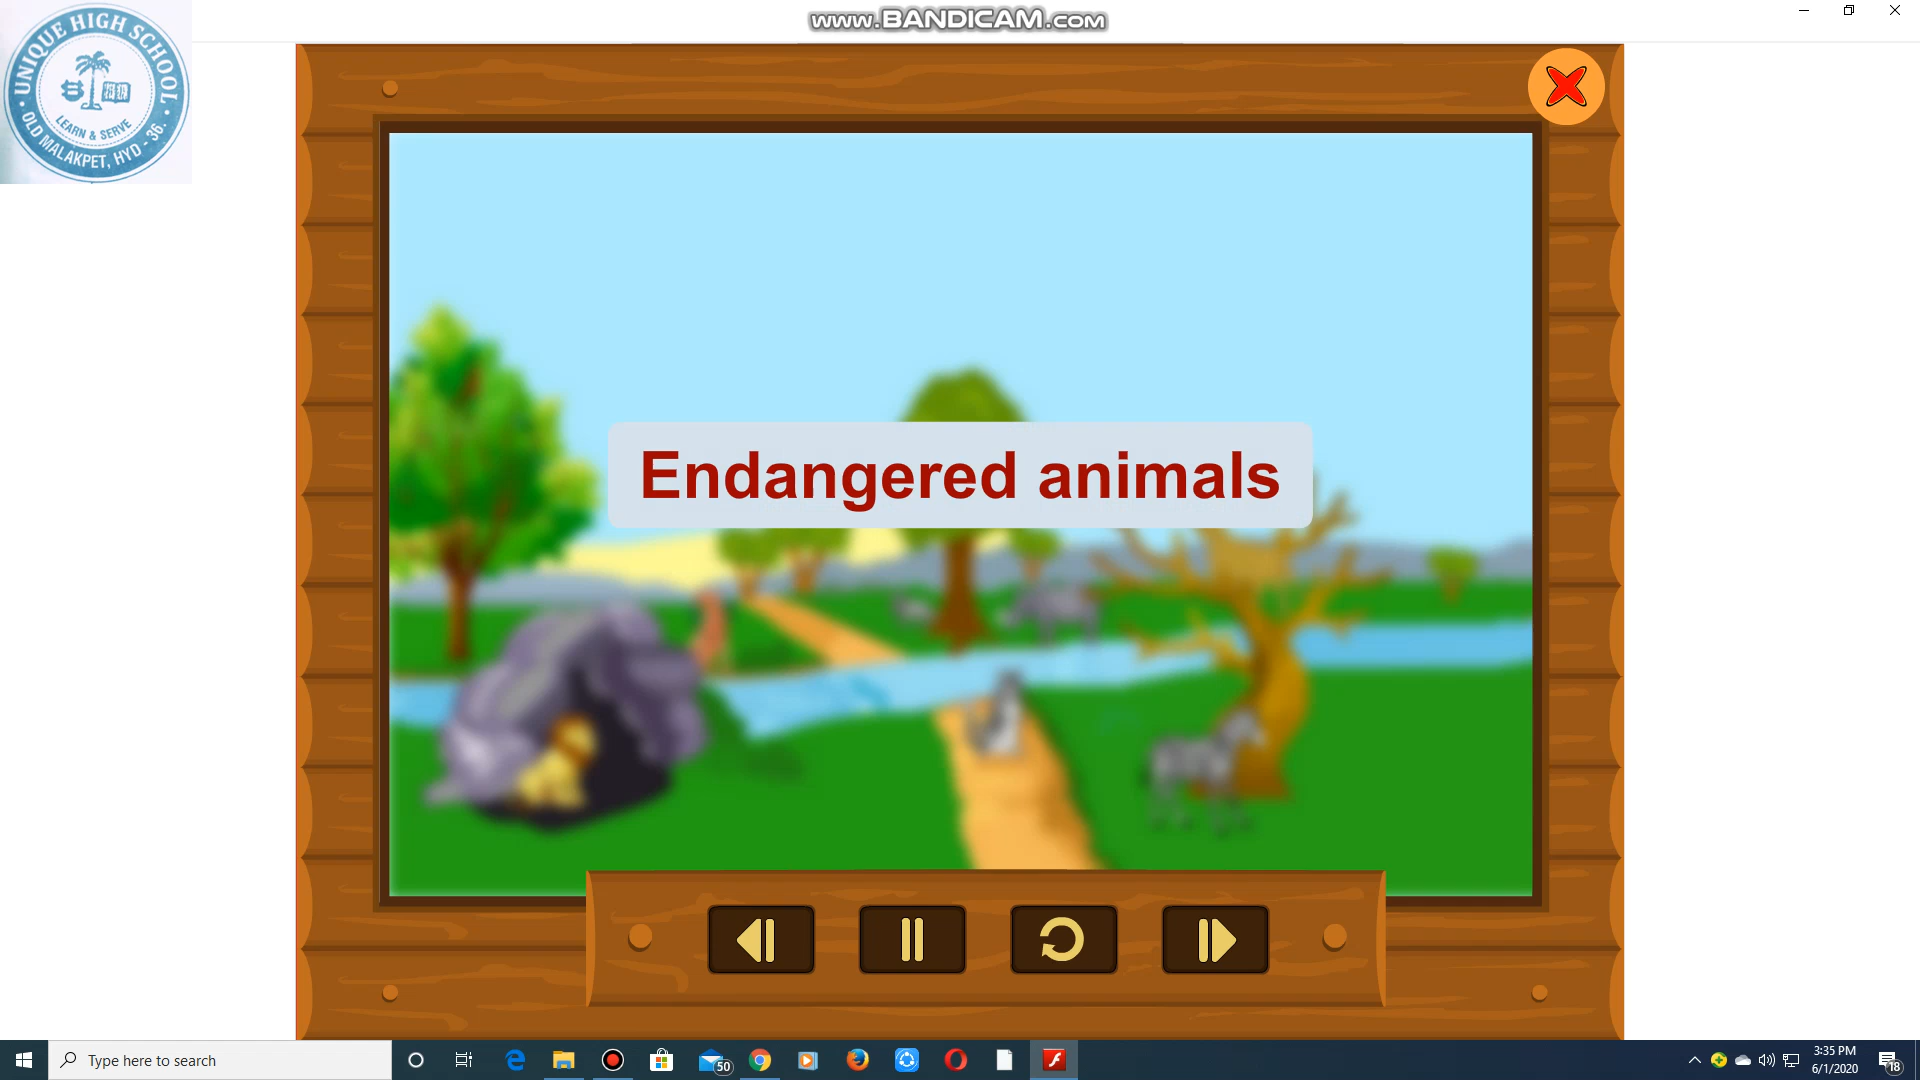 www.BANDICAM.com
UNIQUE HIGH SCHOOL
LEARN & SERVE
OLD MALAKPET, HYD - 36.
Endangered animals
Type here to search
50
3:35 PM
6/1/2020
18